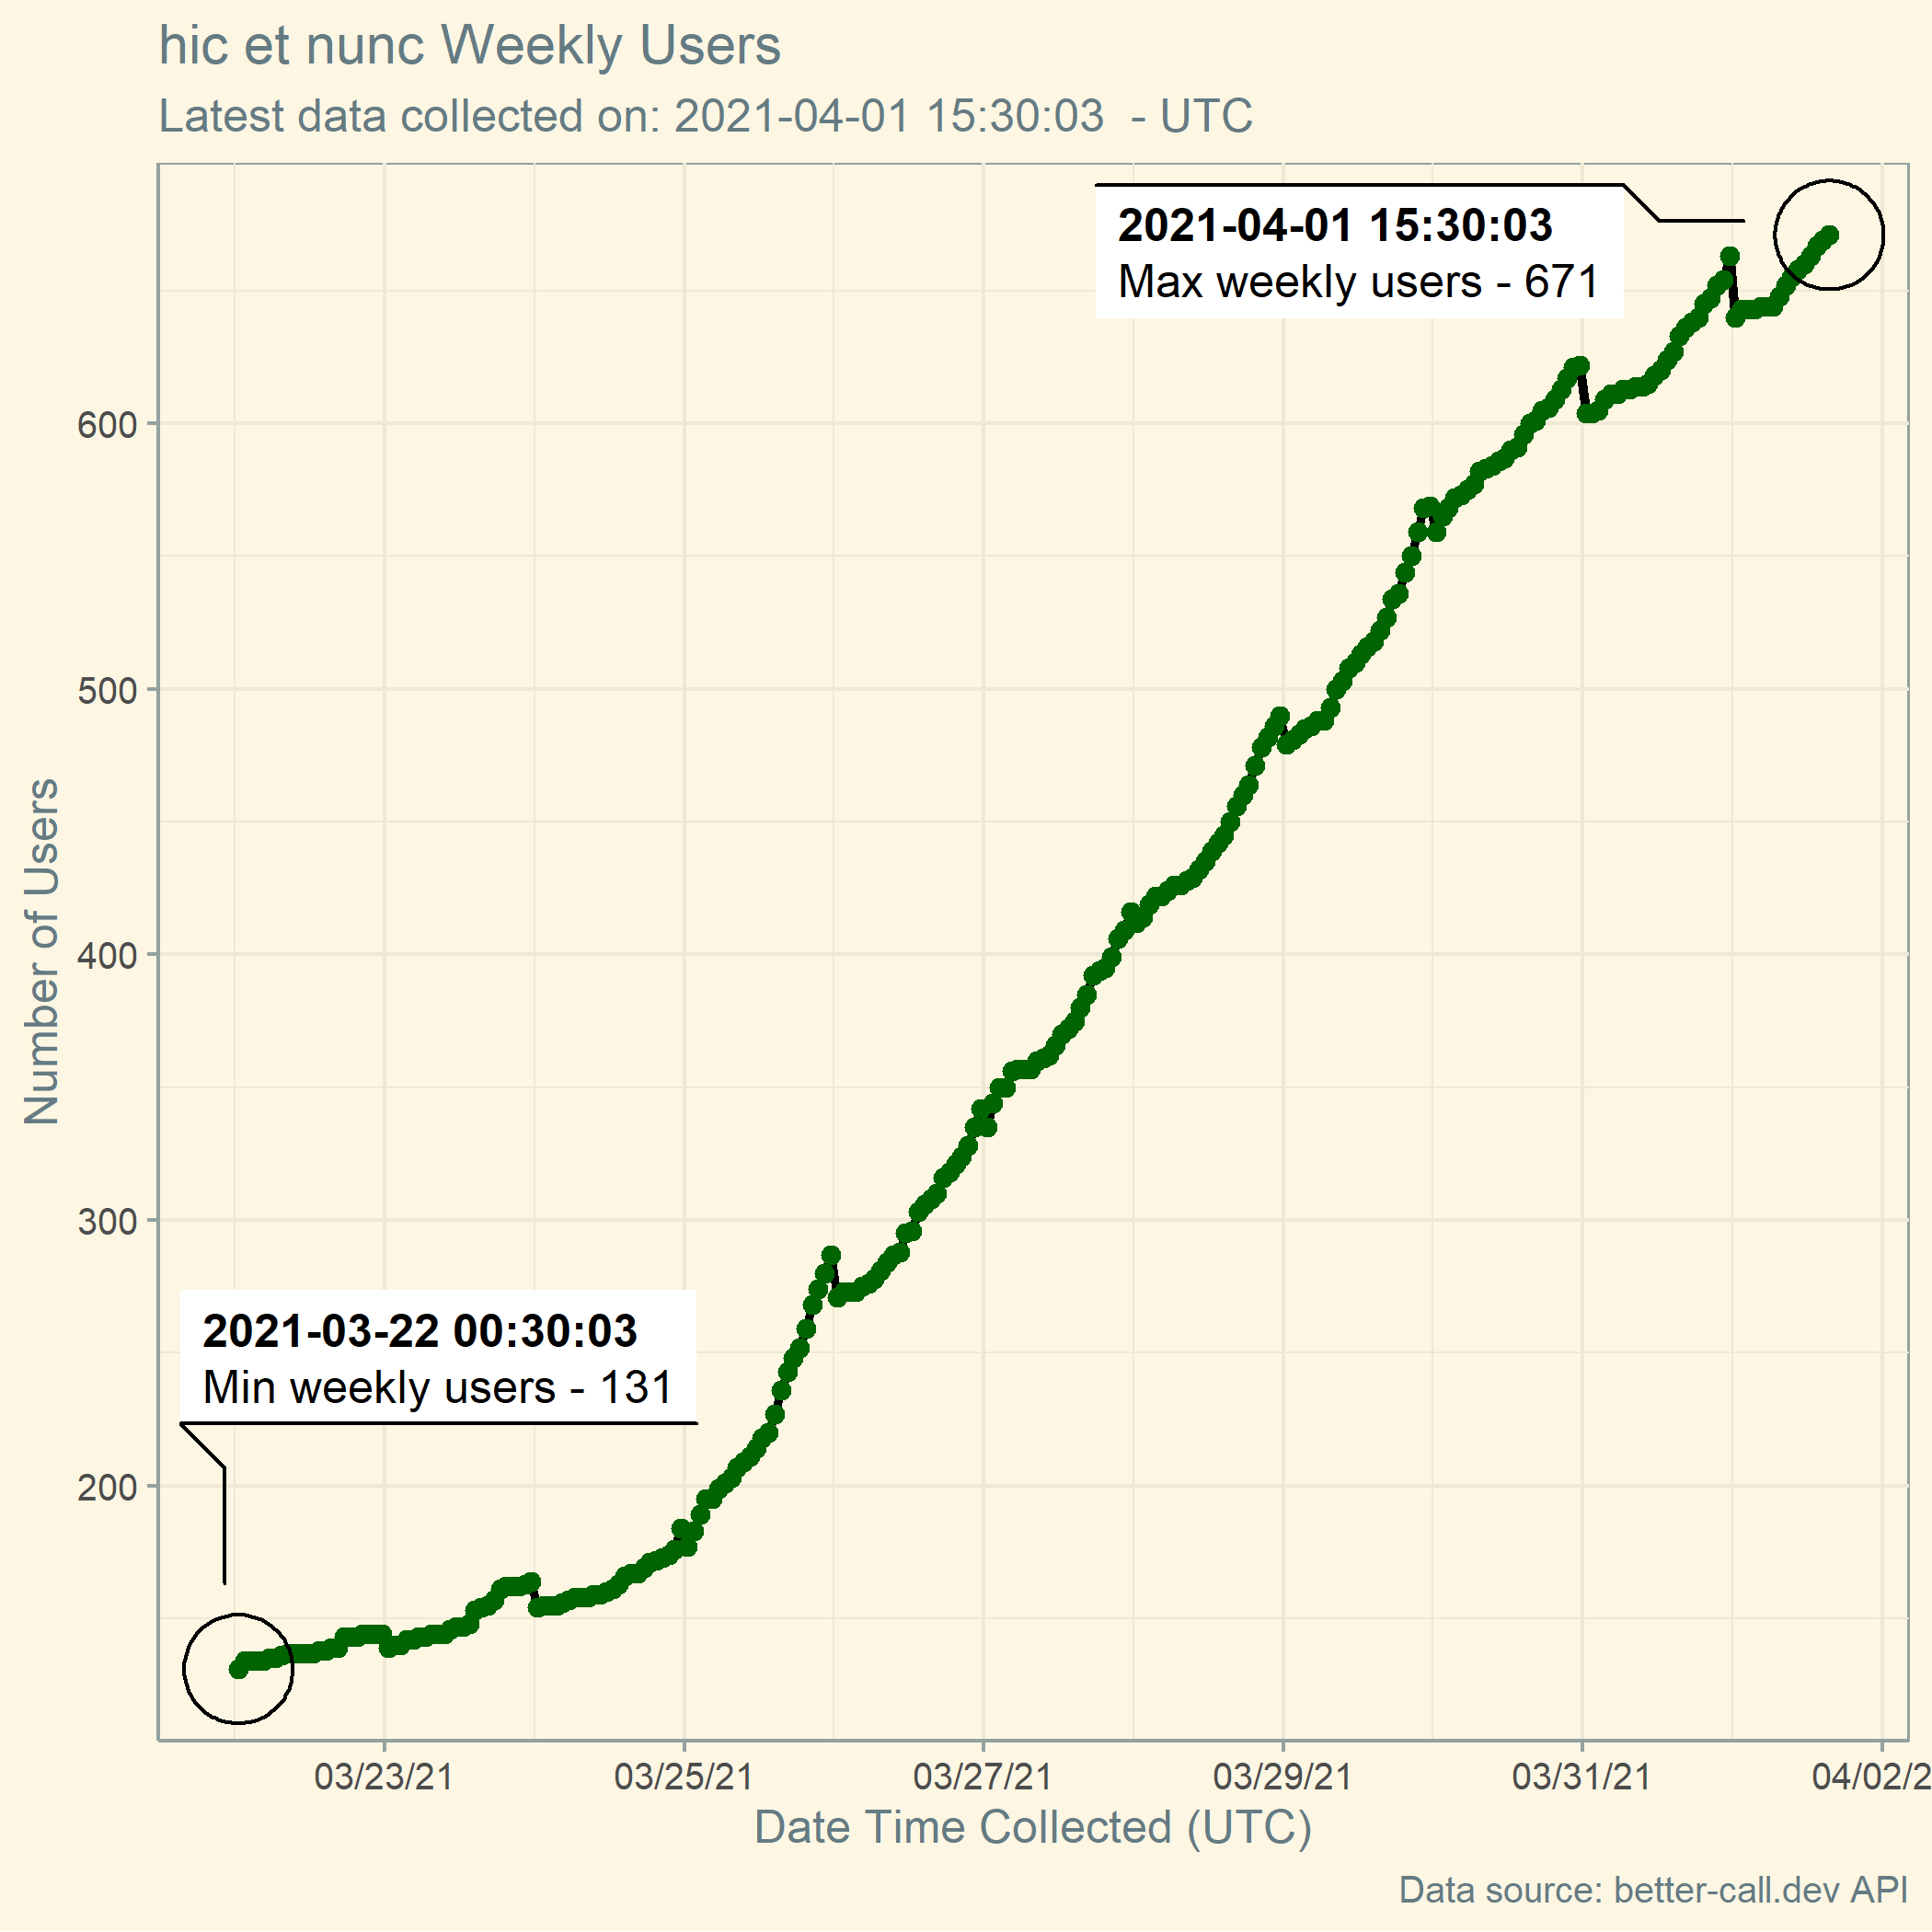 hic et nunc Weekly Users
Latest data collected on: 2021-04-01 15:30:03  - UTC
2021-04-01 15:30:03
Max weekly users - 671
600
500
400
300
200
Number of Users
2021-03-22 00:30:03
Min weekly users - 131
03/23/21 03/25/21 03/27/21 03/29/21 03/31/21 04/02/2
Date Time Collected (UTC)
Data source: better-call.dev API